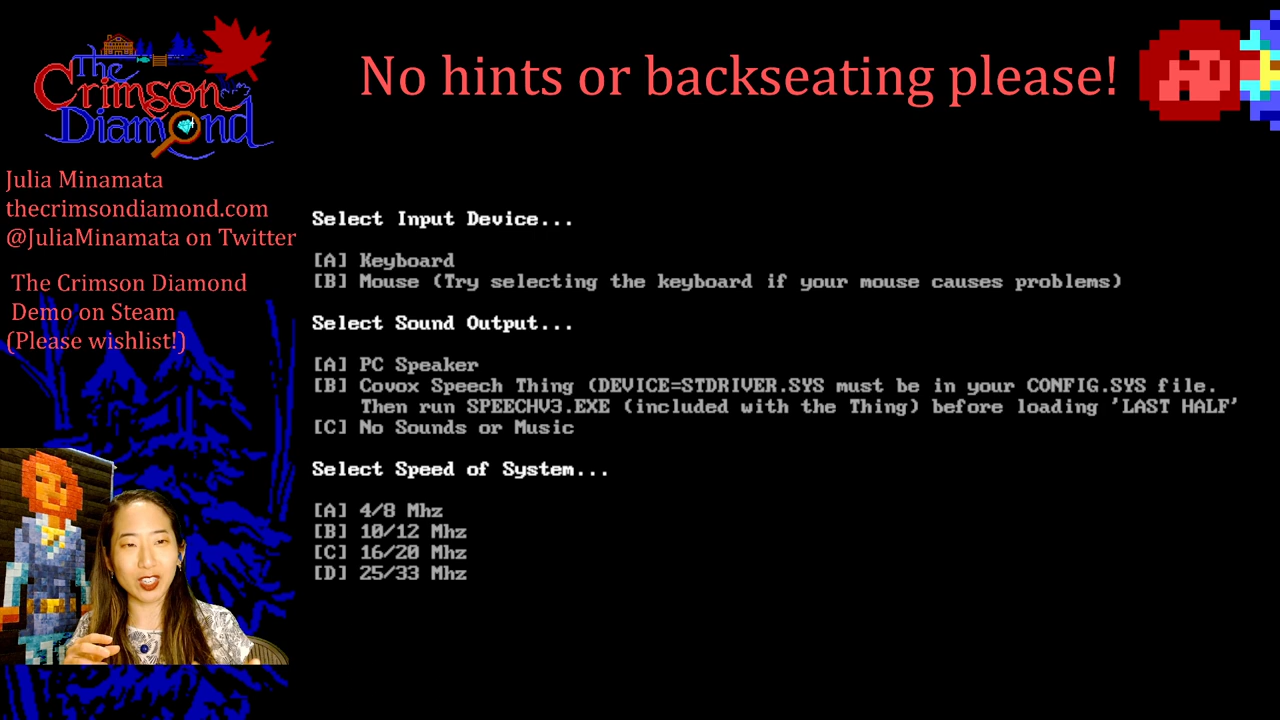 The
Crimson
Diamond
No hints or backseating please!
Julia Minamata
thecrimsondiamond.com
@JuliaMinamata on Twitter
The Crimson Diamond
Demo on Steam
(Please wishlist!)
Select Input Device...
[A] Keyboard
[B] Mouse (Try selecting the keyboard if your mouse causes problems)
Select Sound Output...
[A] PC Speaker
[B] Covox Speech Thing (DEVICE=STDRIVER.SYS must be in your CONFIG.SYS file.
Then run SPEECHV3.EXE (included with the Thing) before loading 'LAST HALF'
[C] No Sounds or Music
Select Speed of System...
[A] 4/8 Mhz
[B] 10/12 Mhz
[C] 16/20 Mhz
[D] 25/33 Mhz